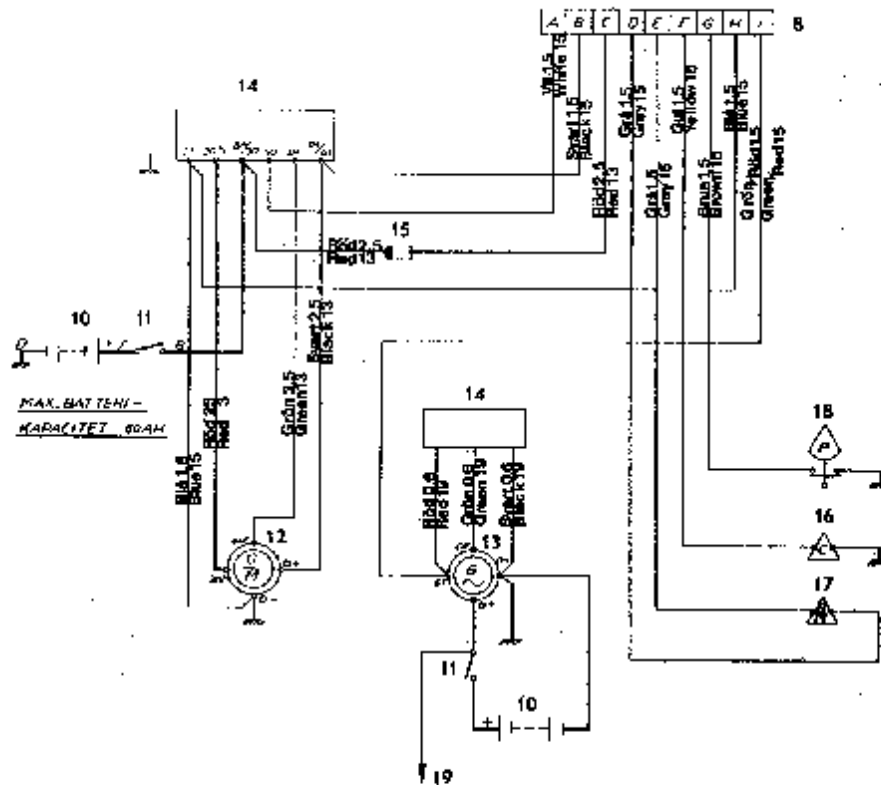 A B C D E F G H I 8
14
Vit 1.5
White 15
Svart 1.5
Black 15
Röd 2.5
Red 13
Grå 1.5
Gray 15
Grå 1.5
Gray 15
Gul 1.5
Yellow 15
Brun 1.5
Brown 15
Blå 1.5
Blue 15
Röd 1.5
Red 15
Green
15
Röd 2.5
Red 13
10
11
B
Svart 2.5
Black 13
Grön 2.5
Green 13
MAX. BATTERI-
KAPACITET 60AH
Röd 2.5
Red 13
Blå 1.5
Blue 15
14
Röd 0.6
Red 19
Grön 0.6
Green 19
Svart 0.6
Black 19
18
P
12
D+
13
G
B+
16
C
17
11
10
+
19